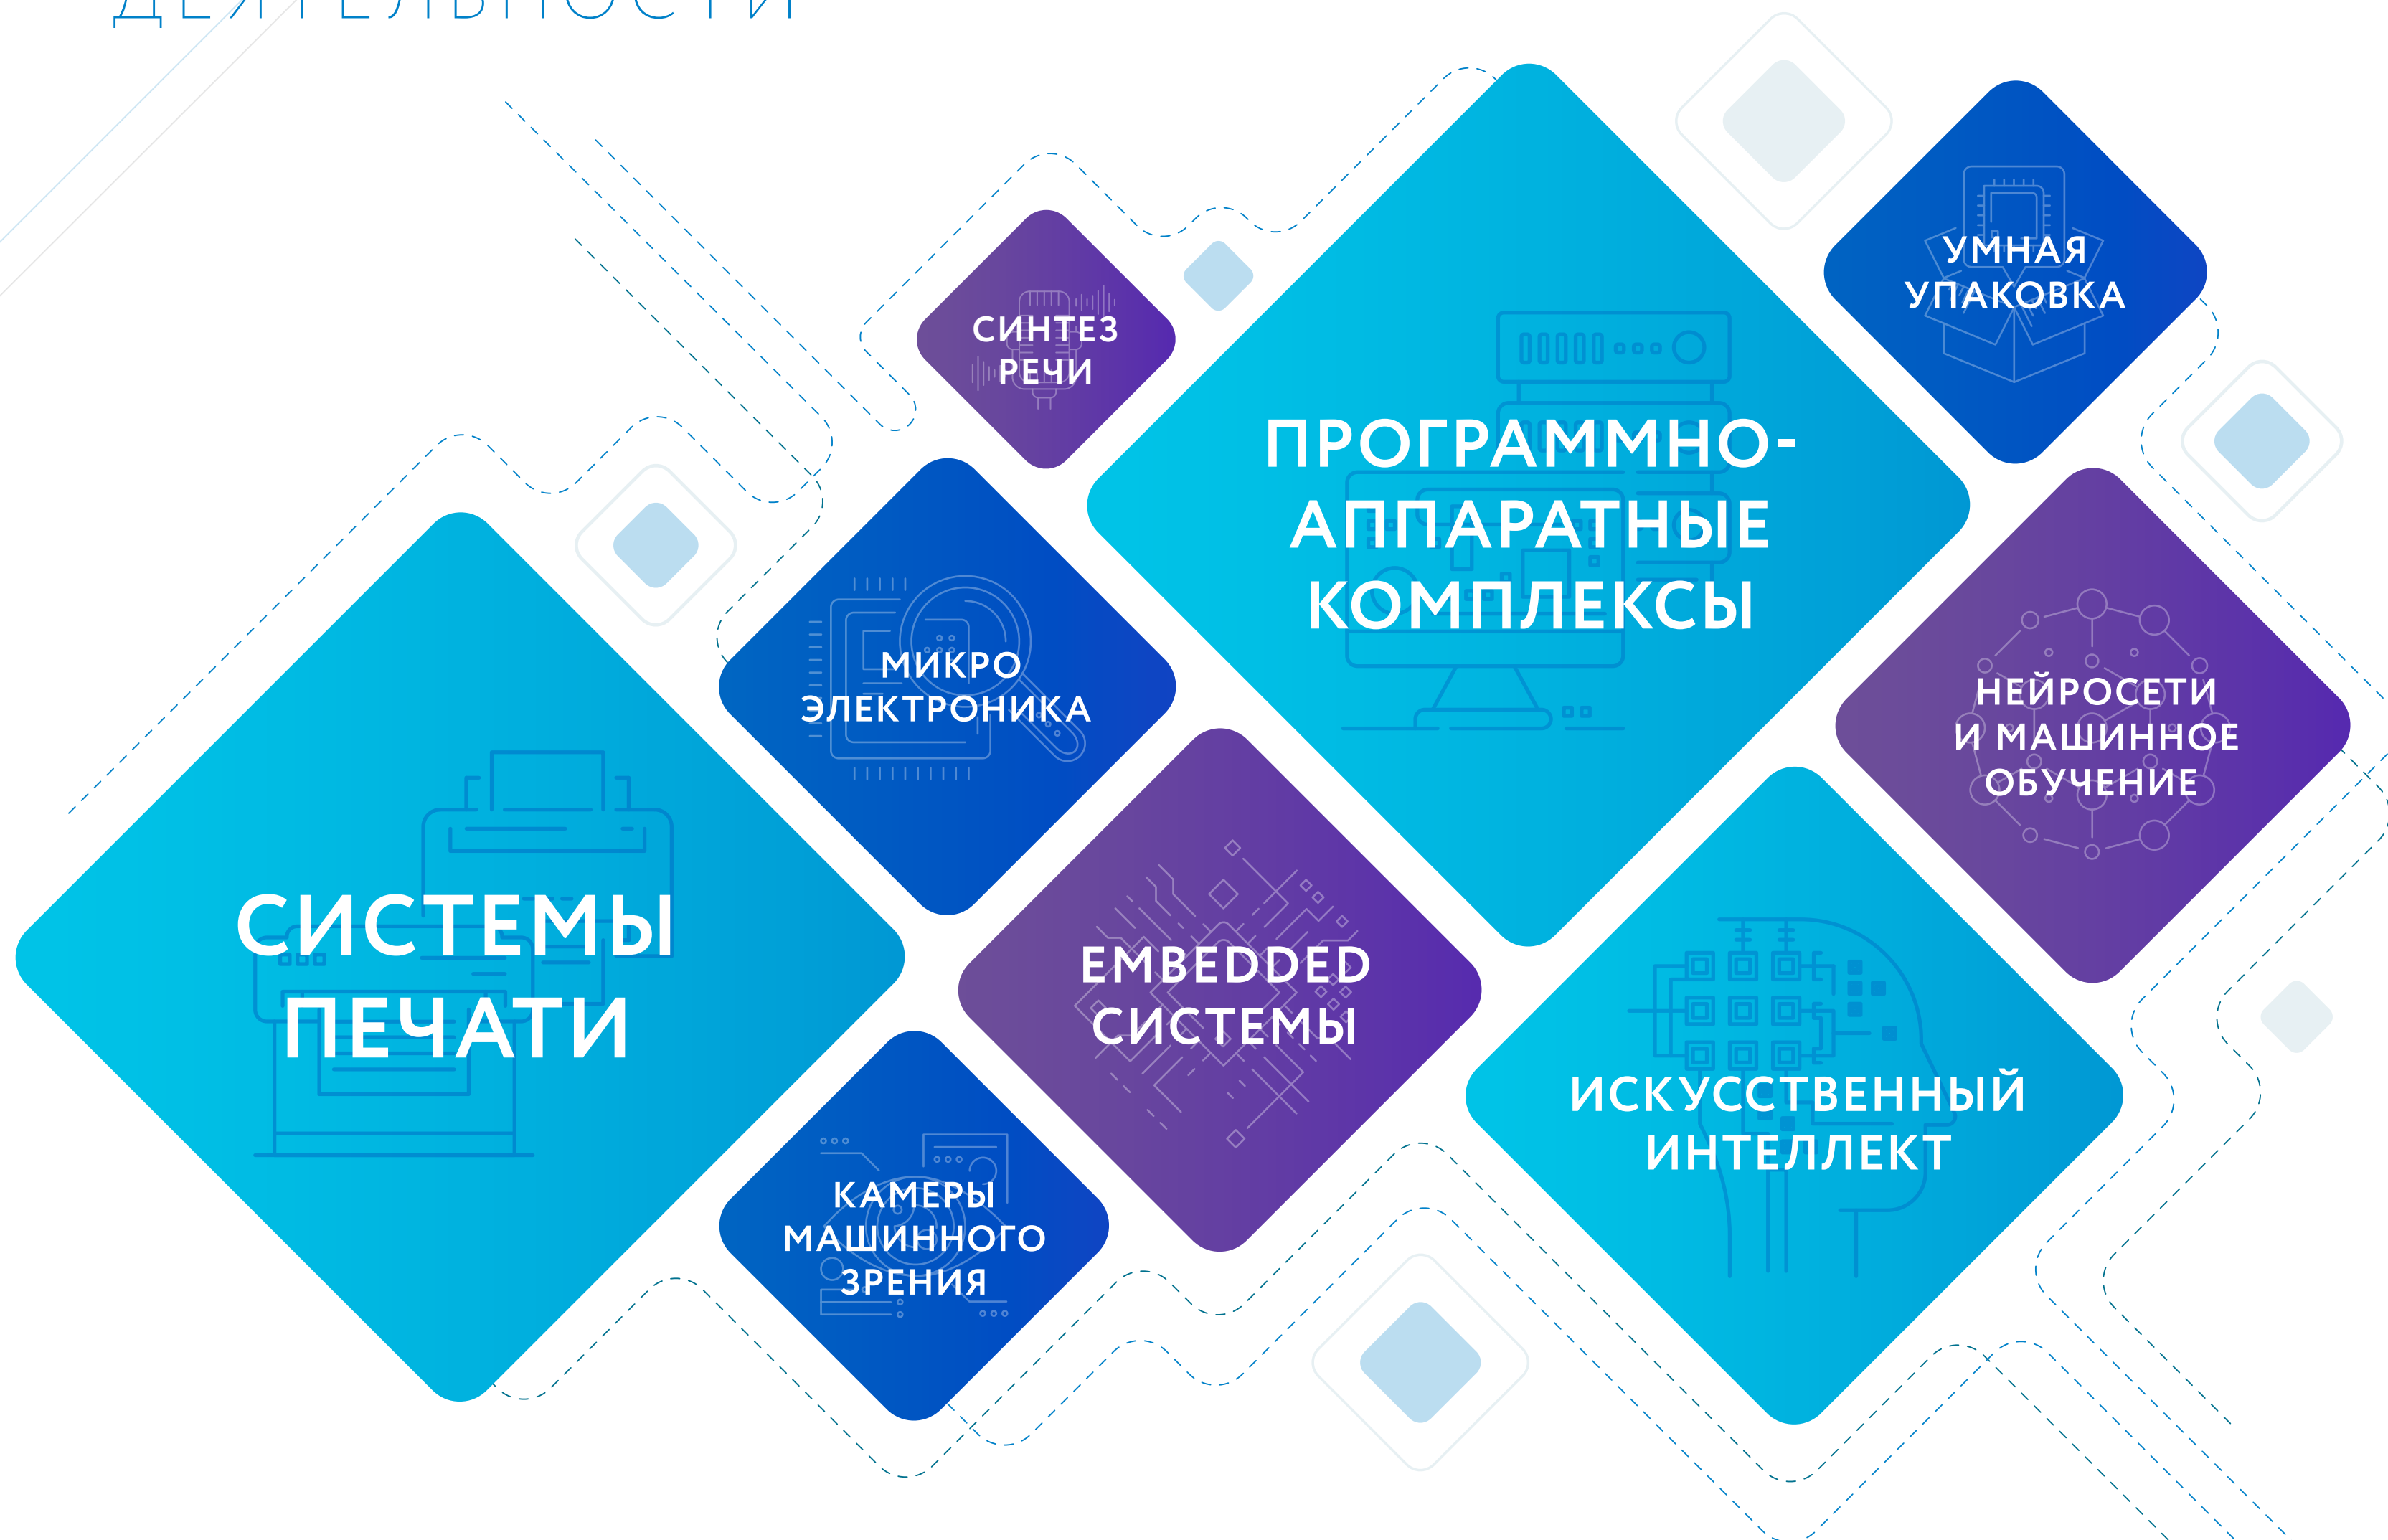 ДЕЯТЕЛЬНОСТИ
СИНТЕЗ
РЕЧИ
УМНАЯ
УПАКОВКА
ПРОГРАММНО-
АППАРАТНЫЕ
КОМПЛЕКСЫ
МИКРО
ЭЛЕКТРОНИКА
НЕЙРОСЕТИ
И МАШИННОЕ
ОБУЧЕНИЕ
СИСТЕМЫ
ПЕЧАТИ
EMBEDDED
СИСТЕМЫ
ИСКУССТВЕННЫЙ
ИНТЕЛЛЕКТ
КАМЕРЫ
МАШИННОГО
ЗРЕНИЯ